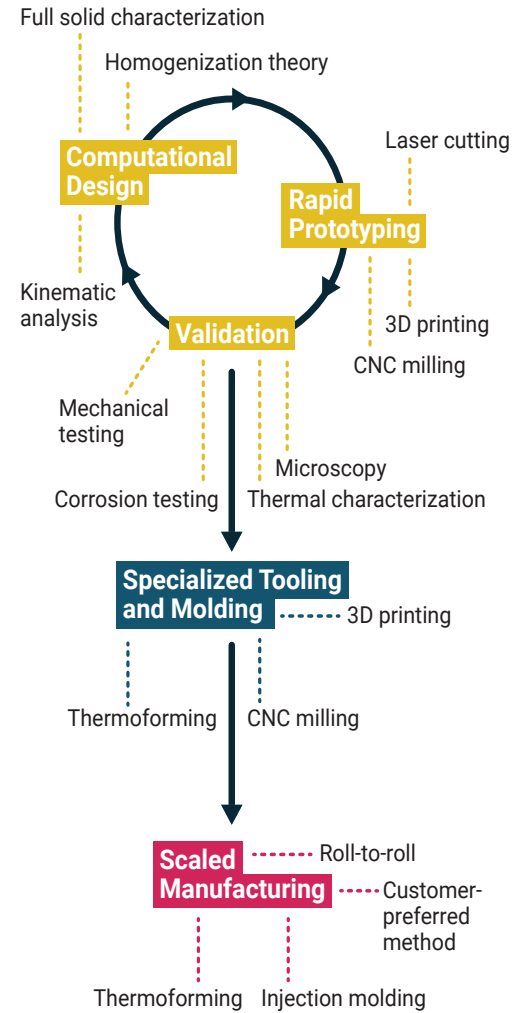 Full solid characterization
Homogenization theory
Computational
Design
Laser cutting
Rapid
Prototyping
Kinematic
analysis
3D printing
Validation
CNC milling
Mechanical
testing
Microscopy
Corrosion testing
Thermal characterization
Specialized Tooling
and Molding
3D printing
Thermoforming
CNC milling
Scaled
Manufacturing
Roll-to-roll
Customer-
preferred
method
Thermoforming
Injection molding